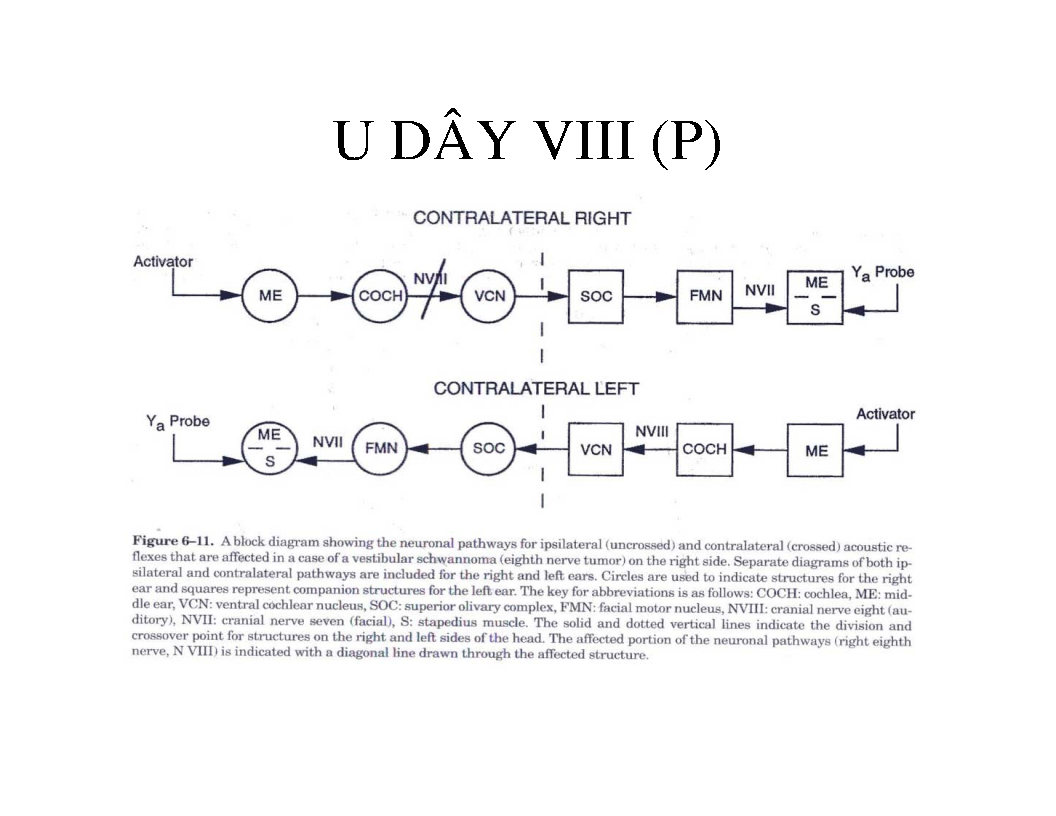 U DÂY VIII (P)
CONTRALATERAL RIGHT
Activator
ME
COCH
NVIII
VCN
SOC
FMN
NVII
ME
S
Ya Probe
CONTRALATERAL LEFT
Ya Probe
ME
S
NVII
FMN
SOC
VCN
NVIII
COCH
ME
Activator
Figure 6–11. A block diagram showing the neuronal pathways for ipsilateral (uncrossed) and contralateral (crossed) acoustic re-
flexes that are affected in a case of a vestibular schwannoma (eighth nerve tumor) on the right side. Separate diagrams of both ip-
silateral and contralateral pathways are included for the right and left ears. Circles are used to indicate structures for the right
ear and squares represent companion structures for the left ear. The key for abbreviations is as follows: COCH: cochlea, ME: mid-
dle ear, VCN: ventral cochlear nucleus, SOC: superior olivary complex, FMN: facial motor nucleus, NVIII: cranial nerve eight (au-
ditory), NVII: cranial nerve seven (facial), S: stapedius muscle. The solid and dotted vertical lines indicate the division and
crossover point for structures on the right and left sides of the head. The affected portion of the neuronal pathways (right eighth
nerve, N VIII) is indicated with a diagonal line drawn through the affected structure.